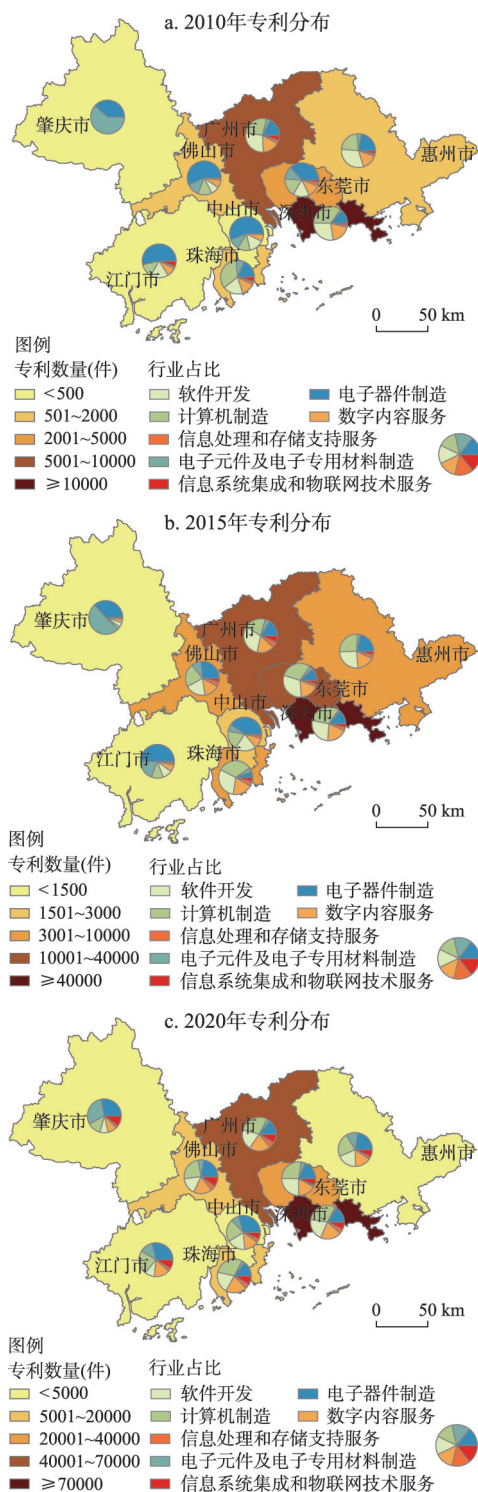 a. 2010年专利分布
肇庆市
广州市
惠州市
佛山市
东莞市
中山市
深圳市
珠海市
江门市
0 50 km
图例
专利数量(件) 行业占比
<500 软件开发 电子器件制造
501~2000 计算机制造 数字内容服务
2001~5000 信息处理和存储支持服务
5001~10000 电子元件及电子专用材料制造
≥10000 信息系统集成和物联网技术服务
b. 2015年专利分布
肇庆市
广州市
惠州市
佛山市
东莞市
中山市
深圳市
珠海市
江门市
0 50 km
图例
专利数量(件) 行业占比
<1500 软件开发 电子器件制造
1501~3000 计算机制造 数字内容服务
3001~10000 信息处理和存储支持服务
10001~40000 电子元件及电子专用材料制造
≥40000 信息系统集成和物联网技术服务
c. 2020年专利分布
肇庆市
广州市
惠州市
佛山市
东莞市
中山市
深圳市
珠海市
江门市
0 50 km
图例
专利数量(件) 行业占比
<5000 软件开发 电子器件制造
5001~20000 计算机制造 数字内容服务
20001~40000 信息处理和存储支持服务
40001~70000 电子元件及电子专用材料制造
≥70000 信息系统集成和物联网技术服务